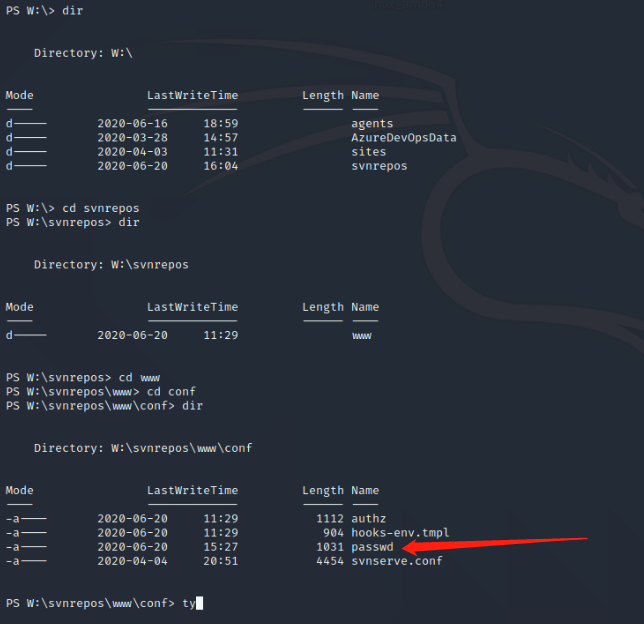 PS W:\> dir
Directory: W:\
Mode LastWriteTime Length Name
---- ------------- ------ ----
d----- 2020-06-16 18:59 agents
d----- 2020-03-28 14:57 AzureDevOpsData
d----- 2020-04-03 11:31 sites
d----- 2020-06-20 16:04 svnrepos
PS W:\> cd svnrepos
PS W:\svnrepos> dir
Directory: W:\svnrepos
Mode LastWriteTime Length Name
---- ------------- ------ ----
d----- 2020-06-20 11:29 www
PS W:\svnrepos> cd www
PS W:\svnrepos\www> cd conf
PS W:\svnrepos\www\conf> dir
Directory: W:\svnrepos\www\conf
Mode LastWriteTime Length Name
---- ------------- ------ ----
-a---- 2020-06-20 11:29 1112 authz
-a---- 2020-06-20 11:29 904 hooks-env.tmpl
-a---- 2020-06-20 15:27 1031 passwd
-a---- 2020-04-04 20:51 4454 svnserve.conf
PS W:\svnrepos\www\conf> ty